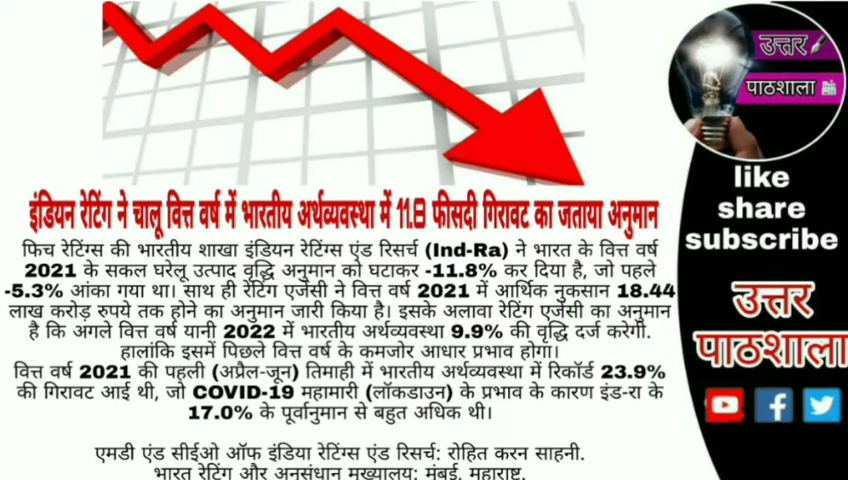 इंडियन रेटिंग ने चालू वित्त वर्ष में भारतीय अर्थव्यवस्था में 11.8 फीसदी गिरावट का जताया अनुमान
फिच रेटिंग्स की भारतीय शाखा इंडियन रेटिंग्स एंड रिसर्च (Ind-Ra) ने भारत के वित्त वर्ष
2021 के सकल घरेलू उत्पाद वृद्धि अनुमान को घटाकर -11.8% कर दिया है, जो पहले
-5.3% आंका गया था। साथ ही रेटिंग एजेंसी ने वित्त वर्ष 2021 में आर्थिक नुकसान 18.44
लाख करोड़ रुपये तक होने का अनुमान जारी किया है। इसके अलावा रेटिंग एजेंसी का अनुमान
है कि अगले वित्त वर्ष यानी 2022 में भारतीय अर्थव्यवस्था 9.9% की वृद्धि दर्ज करेगी.
हालांकि इसमें पिछले वित्त वर्ष के कमजोर आधार प्रभाव होगा।
वित्त वर्ष 2021 की पहली (अप्रैल-जून) तिमाही में भारतीय अर्थव्यवस्था में रिकॉर्ड 23.9%
की गिरावट आई थी, जो COVID-19 महामारी (लॉकडाउन) के प्रभाव के कारण इंड-रा के
17.0% के पूर्वानुमान से बहुत अधिक थी।
एमडी एंड सीईओ ऑफ इंडिया रेटिंग्स एंड रिसर्च: रोहित करन साहनी.
भारत रेटिंग और अनुसंधान मुख्यालय: मुंबई, महाराष्ट्र.
उत्तर
पाठशाला
like
share
subscribe
उत्तर
पाठशाला